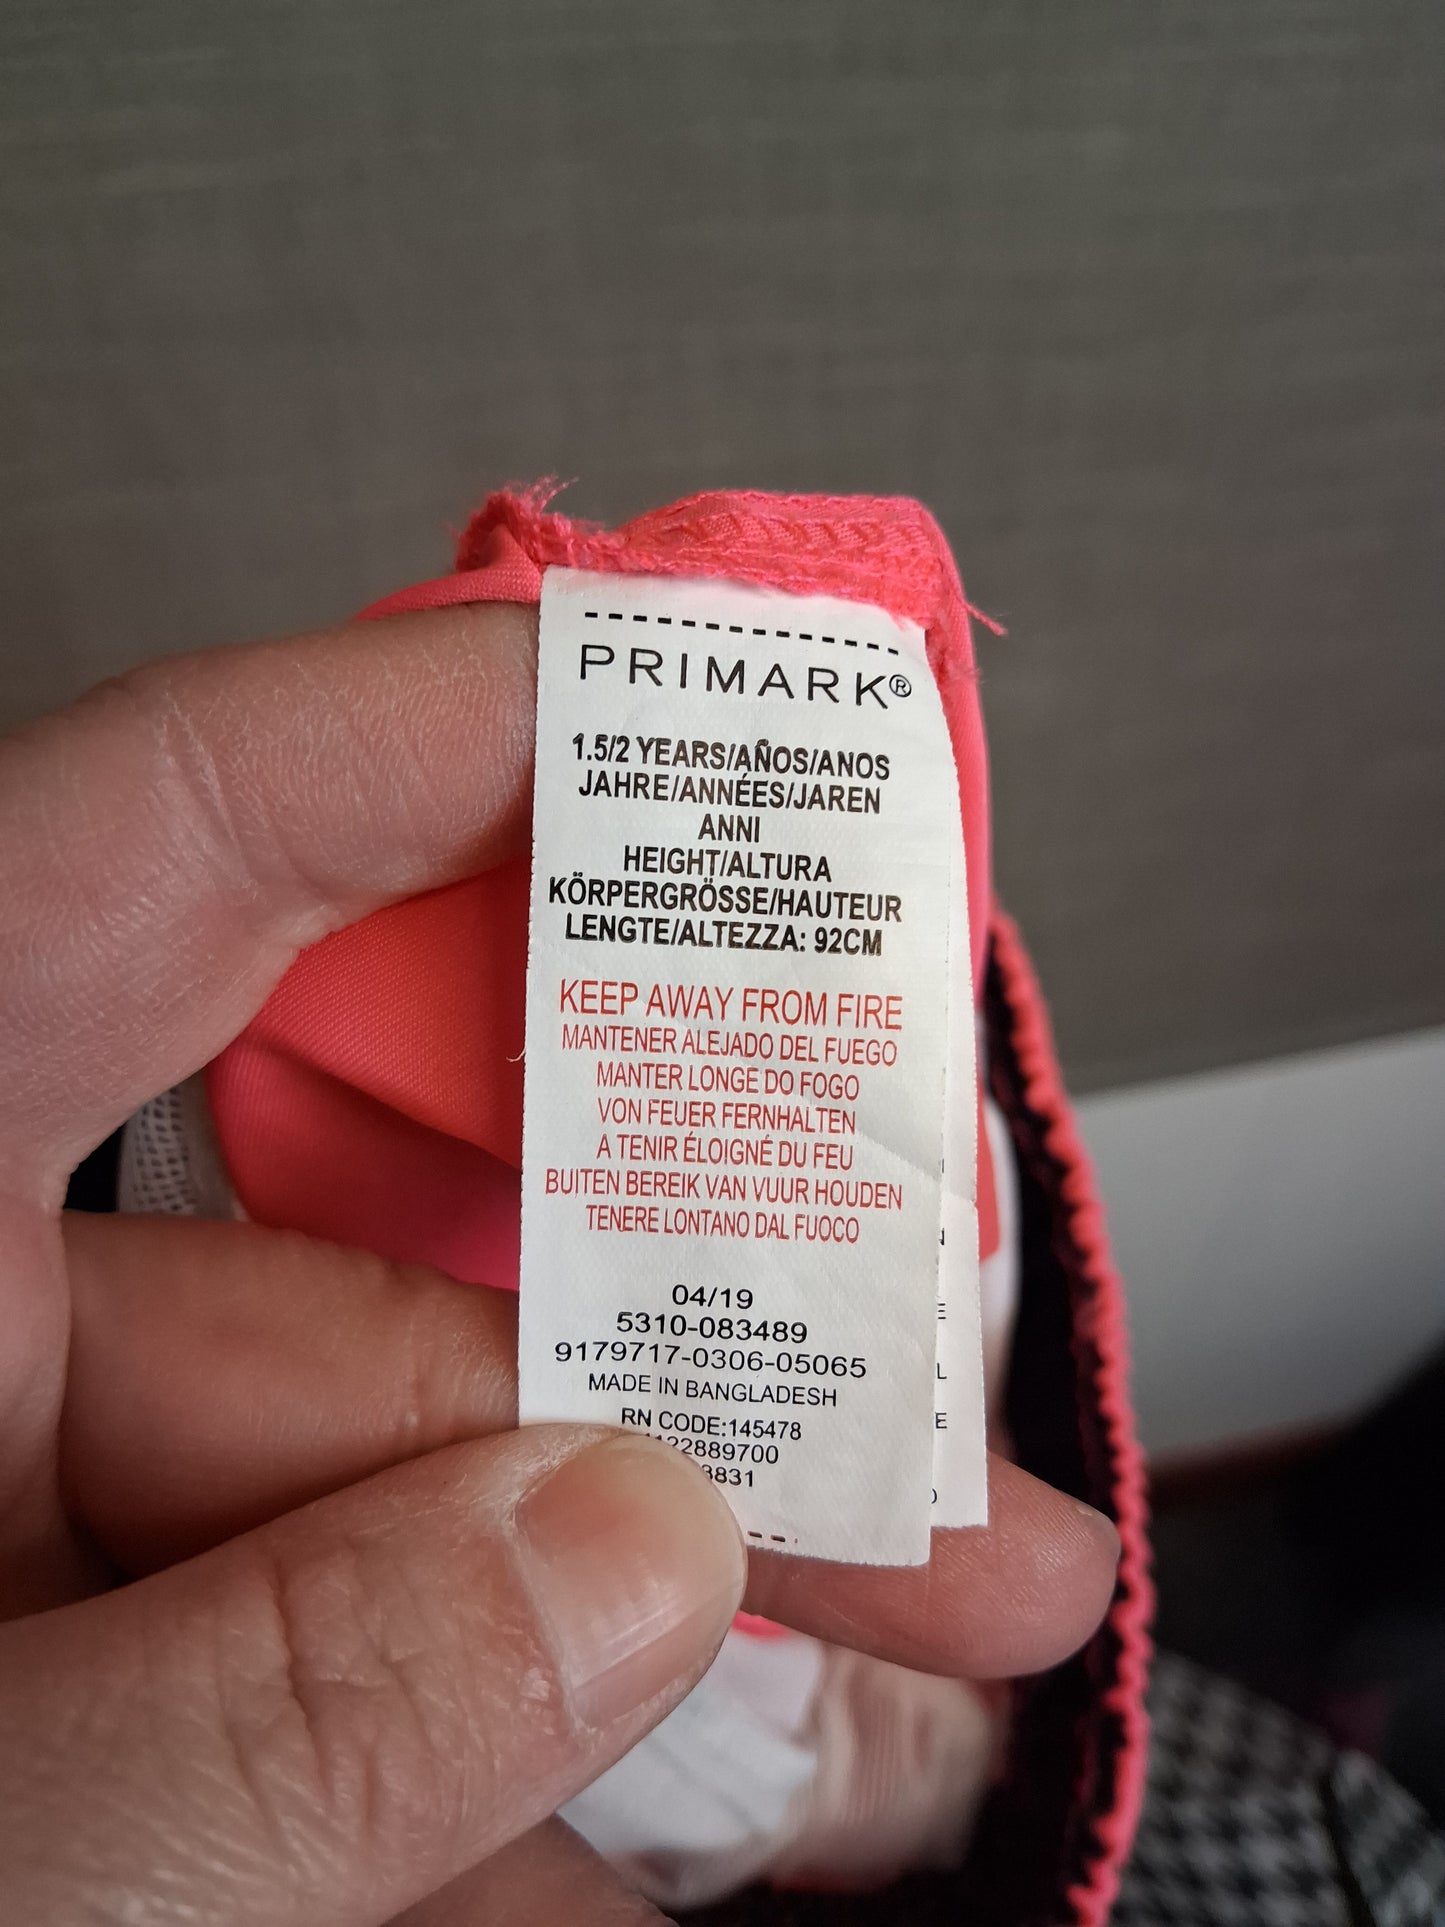 PRIMARK®
1.5/2 YEARS/AÑOS/ANOS
JAHRE/ANNÉES/JAREN
ANNI
HEIGHT/ALTURA
KÖRPERGRÖSSE/HAUTEUR
LENGTE/ALTEZZA: 92CM
KEEP AWAY FROM FIRE
MANTENER ALEJADO DEL FUEGO
MANTER LONGE DO FOGO
VON FEUER FERNHALTEN
A TENIR ÉLOIGNÉ DU FEU
BUITEN BEREIK VAN VUUR HOUDEN
TENERE LONTANO DAL FUOCO
04/19
5310-083489
9179717-0306-05065
MADE IN BANGLADESH
RN CODE:145478